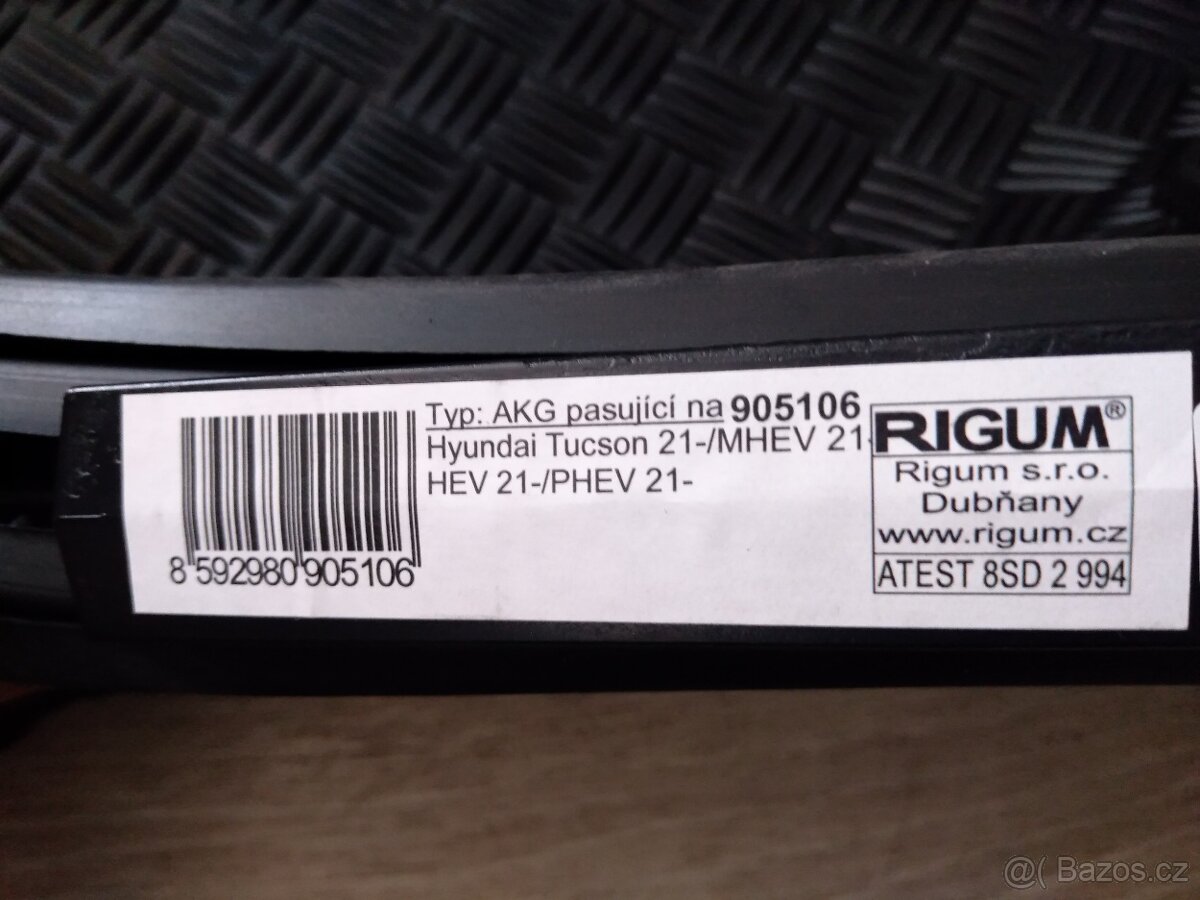 Typ: AKG pasující na 905106
Hyundai Tucson 21-/MHEV 21-
HEV 21-/PHEV 21-
8 592980 905106
RIGUM®
Rigum s.r.o.
Dubňany
www.rigum.cz
ATEST 8SD 2 994
@( Bazos.cz